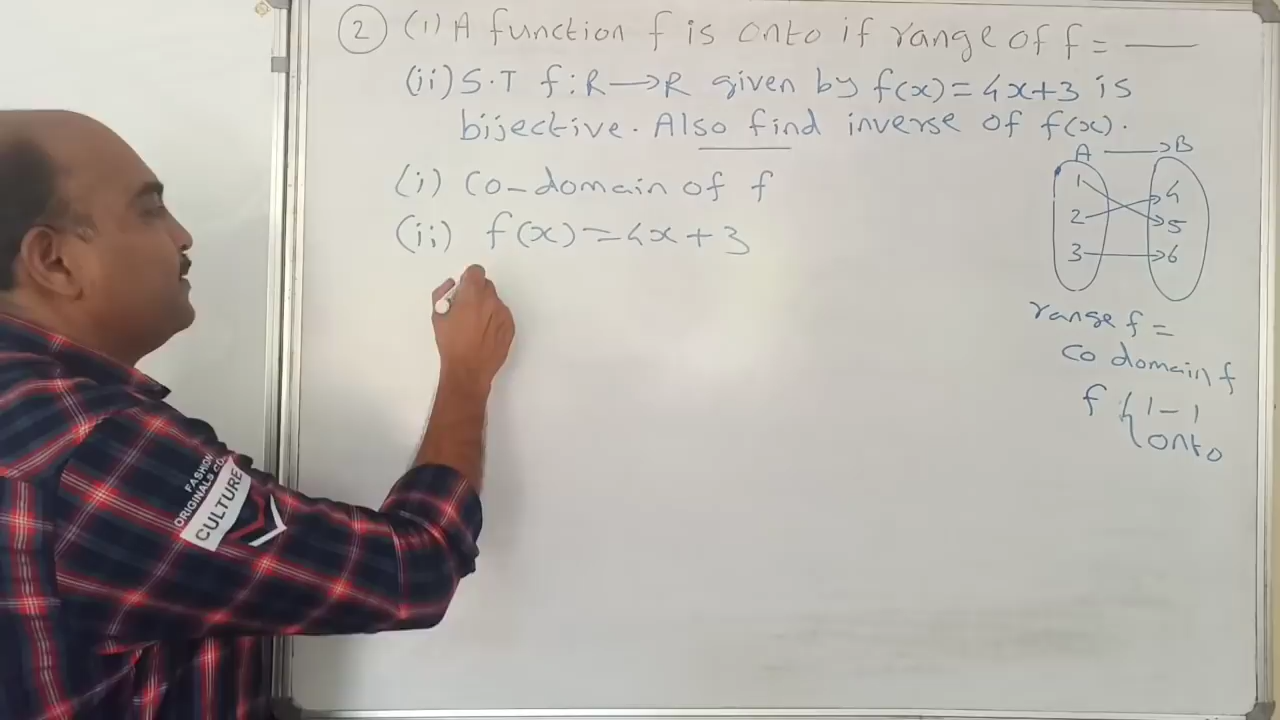 ② (i) A function f is onto if range of f = ——
(ii) S.T f : R → R given by f(x) = 4x+3 is
bijective. Also find inverse of f(x).
(i) Co-domain of f
(ii) f(x) = 4x + 3
A → B
1
2
3
4
5
6
range f =
co domain f
f { 1-1
onto
FASHION
ORIGINALS CO.
CULTURE